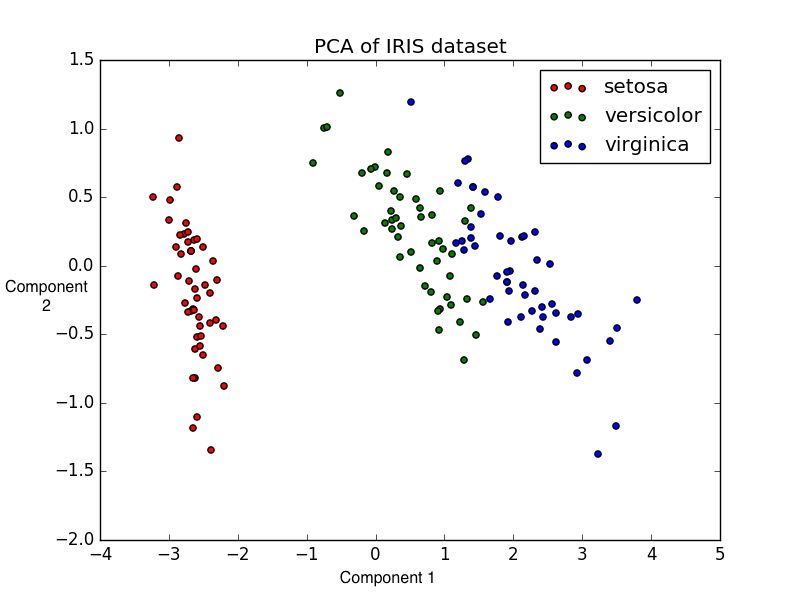 PCA of IRIS dataset
setosa
versicolor
virginica
1.5
1.0
0.5
0.0
−0.5
−1.0
−1.5
−2.0
Component
2
−4 −3 −2 −1 0 1 2 3 4 5
Component 1